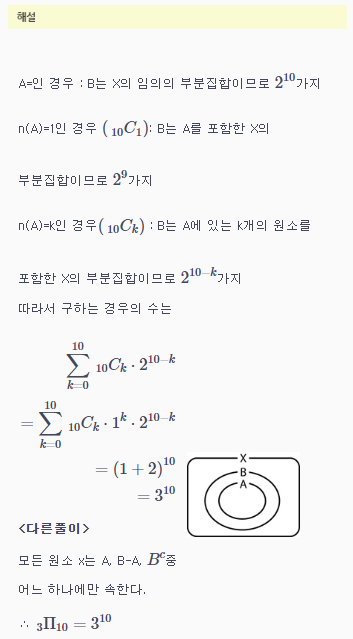 해설
A=인 경우 : B는 X의 임의의 부분집합이므로 2^{10}가지
n(A)=1인 경우 ( _{10}C_1): B는 A를 포함한 X의
부분집합이므로 2^9가지
n(A)=k인 경우( _{10}C_k) : B는 A에 있는 k개의 원소를
포함한 X의 부분집합이므로 2^{10-k}가지
따라서 구하는 경우의 수는
\sum_{k=0}^{10} {}_{10}C_k \cdot 2^{10-k}
= \sum_{k=0}^{10} {}_{10}C_k \cdot 1^k \cdot 2^{10-k}
= (1 + 2)^{10}
= 3^{10}
X
B
A
<다른풀이>
모든 원소 x는 A, B-A, B^c중
어느 하나에만 속한다.
∴ _3Π_{10} = 3^{10}